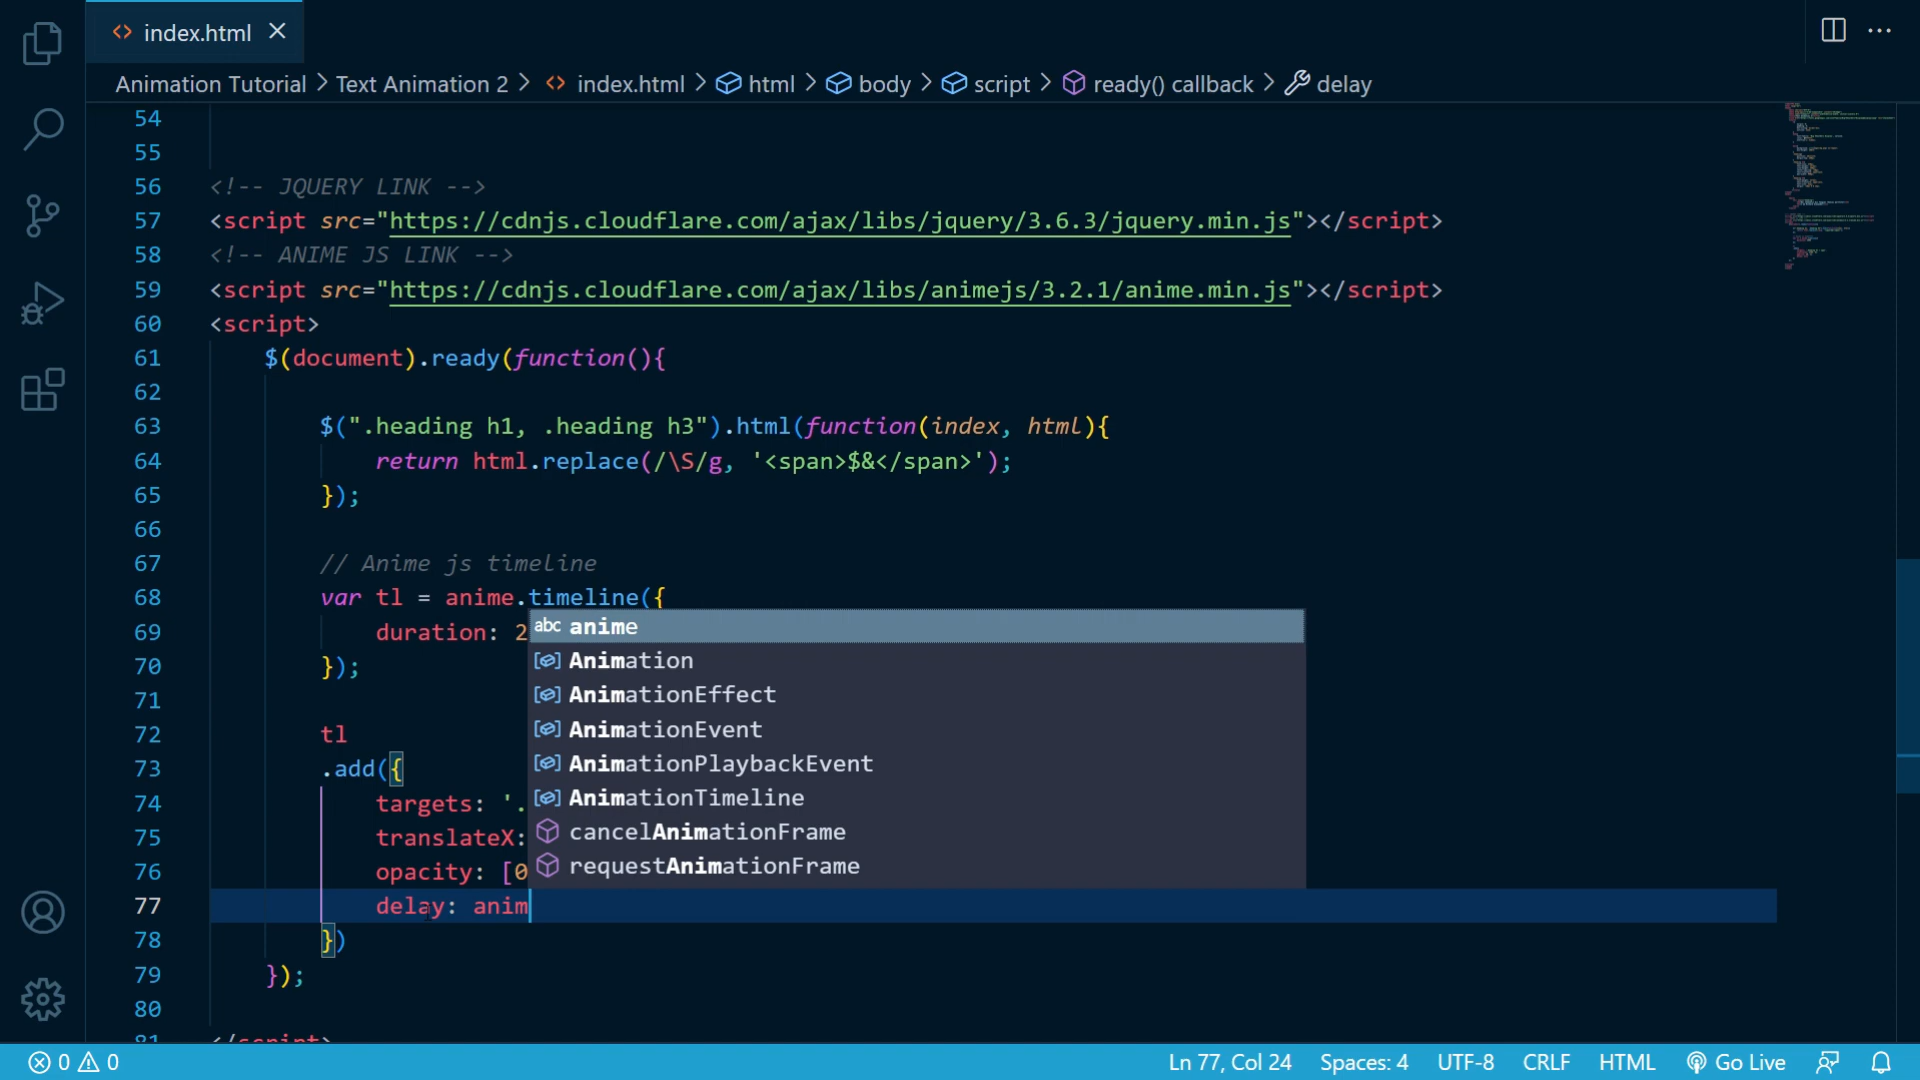 index.html
Animation Tutorial > Text Animation 2 > index.html > html > body > script > ready() callback > delay
54
55
56 <!-- JQUERY LINK -->
57 <script src="https://cdnjs.cloudflare.com/ajax/libs/jquery/3.6.3/jquery.min.js"></script>
58 <!-- ANIME JS LINK -->
59 <script src="https://cdnjs.cloudflare.com/ajax/libs/animejs/3.2.1/anime.min.js"></script>
60 <script>
61 $(document).ready(function(){
62
63 $(".heading h1, .heading h3").html(function(index, html){
64 return html.replace(/\S/g, '<span>$&</span>');
65 });
66
67 // Anime js timeline
68 var tl = anime.timeline({
69 duration: 2
abc anime
70 });
Animation
AnimationEffect
71
AnimationEvent
72 tl
AnimationPlaybackEvent
73 .add({
AnimationTimeline
74 targets: '.
cancelAnimationFrame
75 translateX:
requestAnimationFrame
76 opacity: [0
77 delay: anim
78 })
79 });
80
81 </script>
0 0 Ln 77, Col 24 Spaces: 4 UTF-8 CRLF HTML Go Live